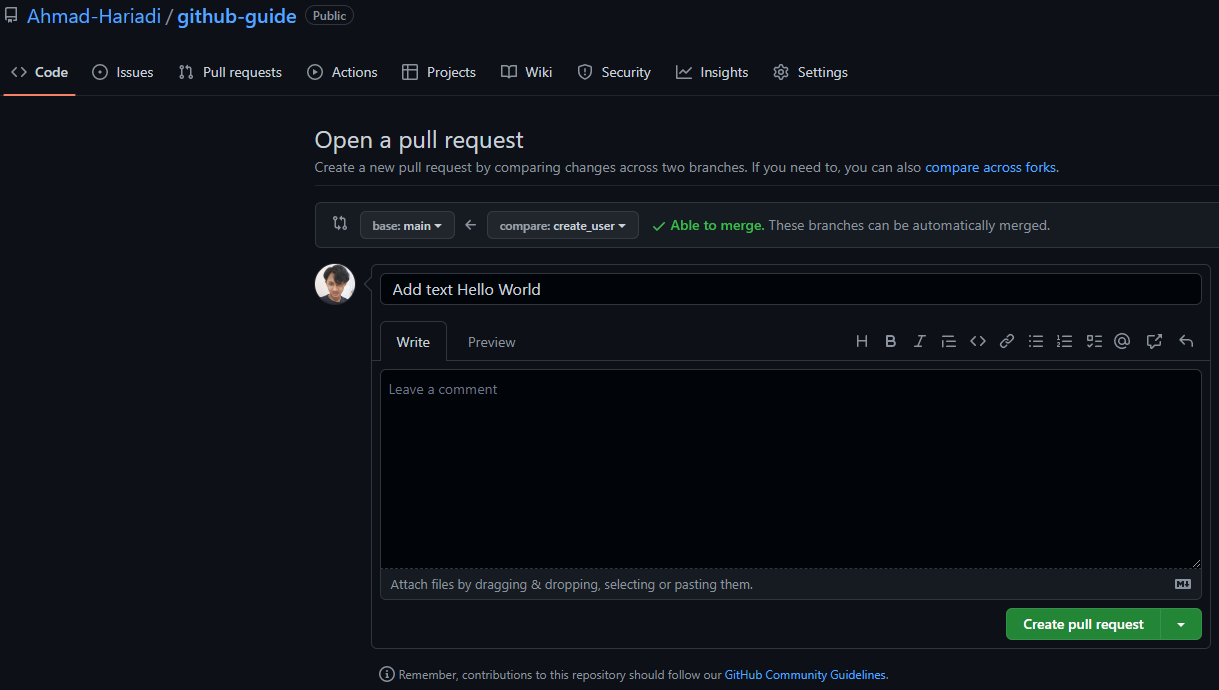 Ahmad-Hariadi / github-guide Public
Code Issues Pull requests Actions Projects Wiki Security Insights Settings
Open a pull request
Create a new pull request by comparing changes across two branches. If you need to, you can also compare across forks.
base: main compare: create_user Able to merge. These branches can be automatically merged.
Add text Hello World
Write Preview
Leave a comment
Attach files by dragging & dropping, selecting or pasting them.
Create pull request
Remember, contributions to this repository should follow our GitHub Community Guidelines.